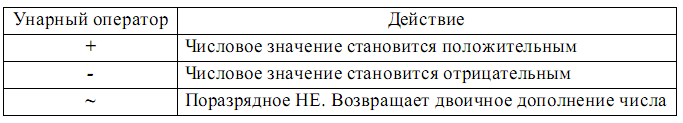 Унарный оператор Действие
+ Числовое значение становится положительным
- Числовое значение становится отрицательным
~ Поразрядное НЕ. Возвращает двоичное дополнение числа